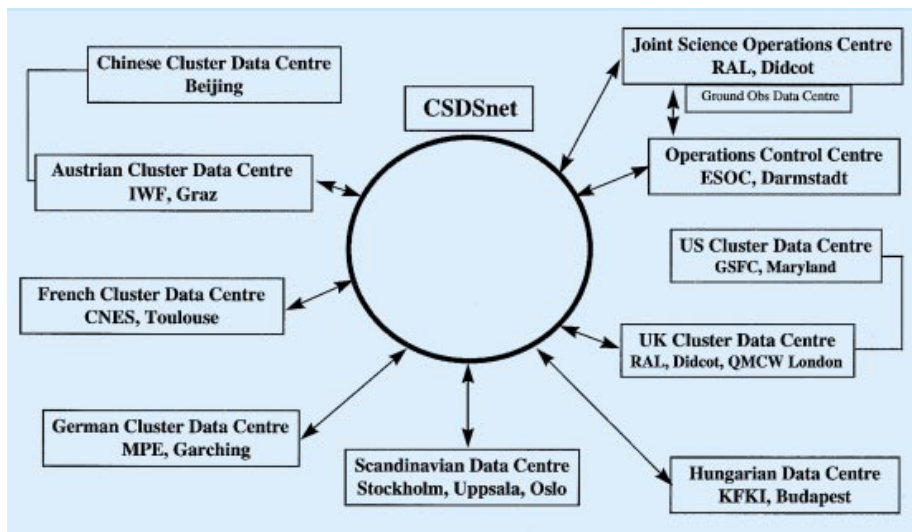 Chinese Cluster Data Centre
Beijing
Joint Science Operations Centre
RAL, Didcot
Ground Obs Data Centre
CSDSnet
Austrian Cluster Data Centre
IWF, Graz
Operations Control Centre
ESOC, Darmstadt
US Cluster Data Centre
GSFC, Maryland
French Cluster Data Centre
CNES, Toulouse
UK Cluster Data Centre
RAL, Didcot, QMCW London
German Cluster Data Centre
MPE, Garching
Scandinavian Data Centre
Stockholm, Uppsala, Oslo
Hungarian Data Centre
KFKI, Budapest